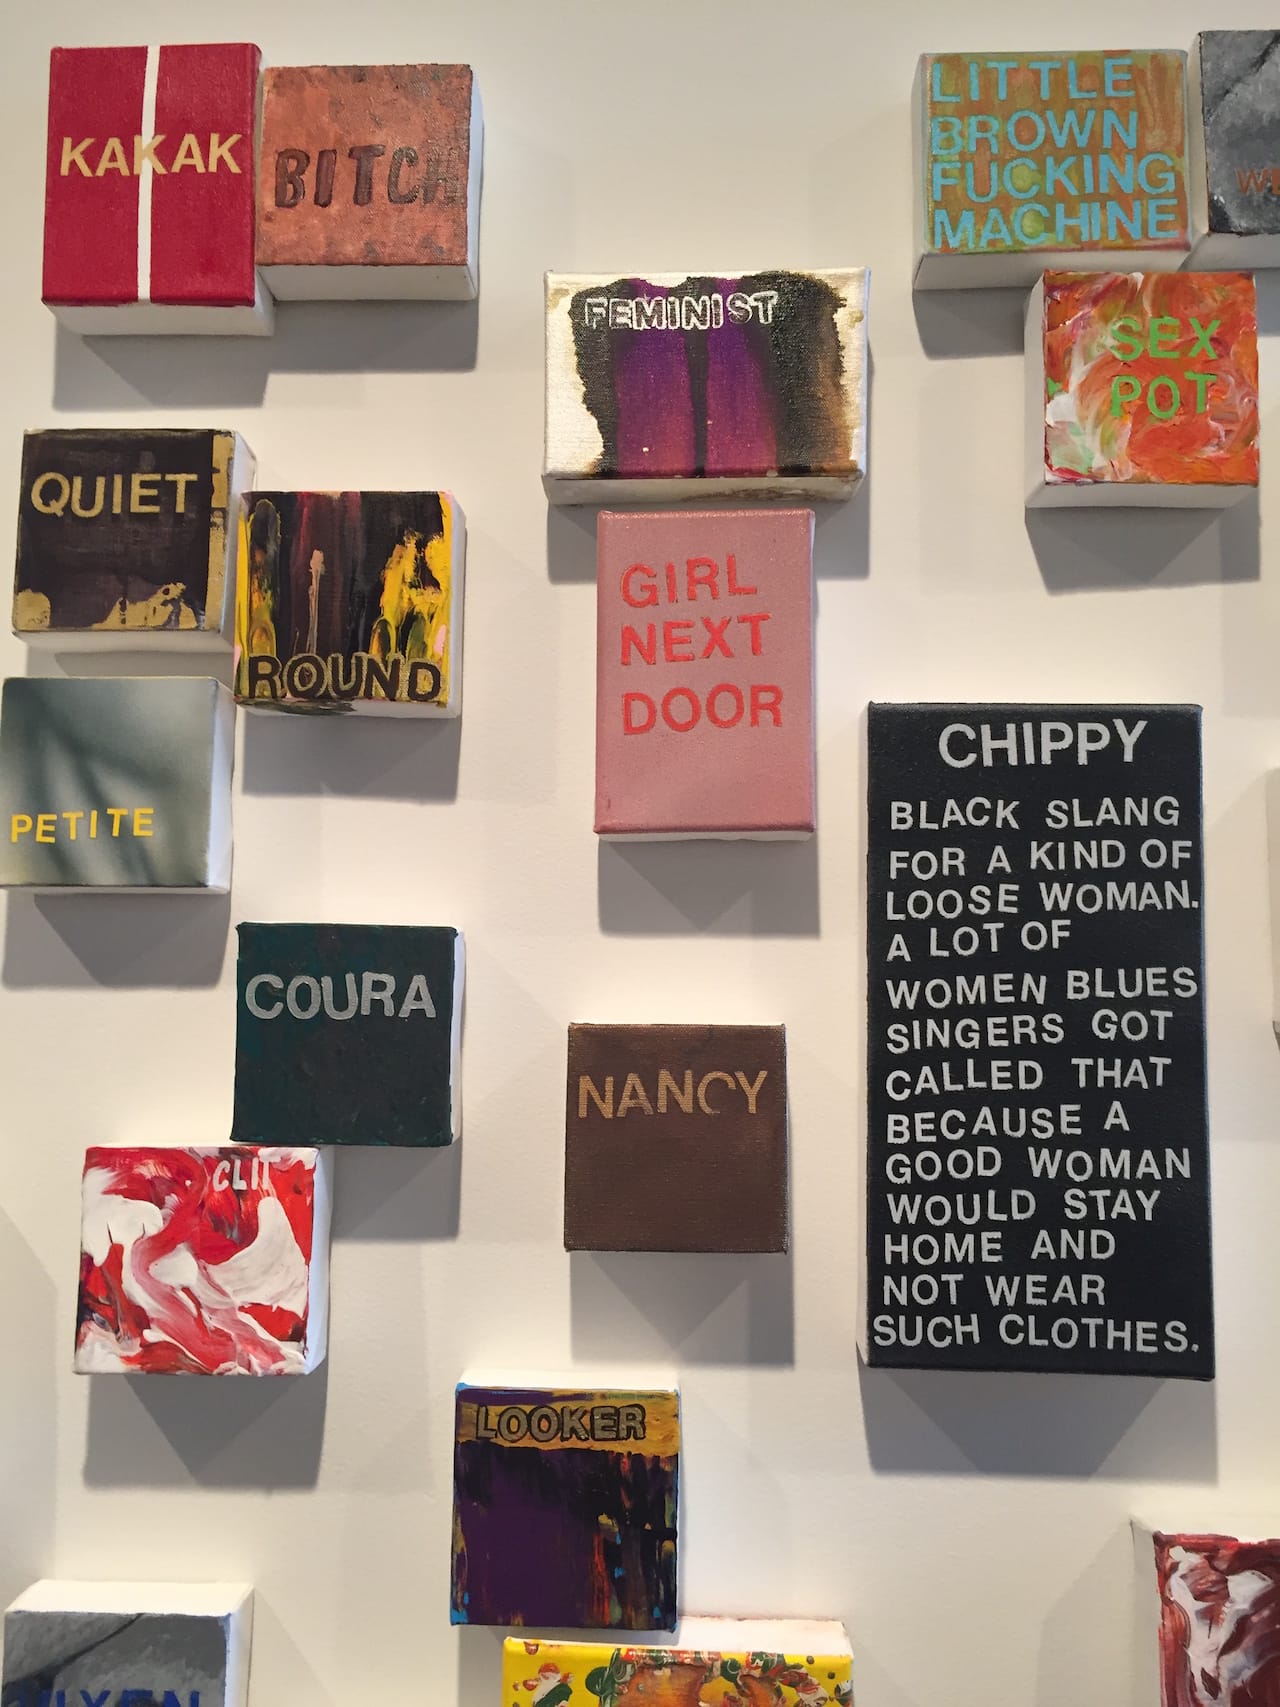 KAKAK
BITCH
LITTLE
BROWN
FUCKING
MACHINE
FEMINIST
SEX
POT
QUIET
ROUND
GIRL
NEXT
DOOR
PETITE
CHIPPY
BLACK SLANG
FOR A KIND OF
LOOSE WOMAN.
A LOT OF
WOMEN BLUES
SINGERS GOT
CALLED THAT
BECAUSE A
GOOD WOMAN
WOULD STAY
HOME AND
NOT WEAR
SUCH CLOTHES.
COURA
NANCY
CLIT
LOOKER